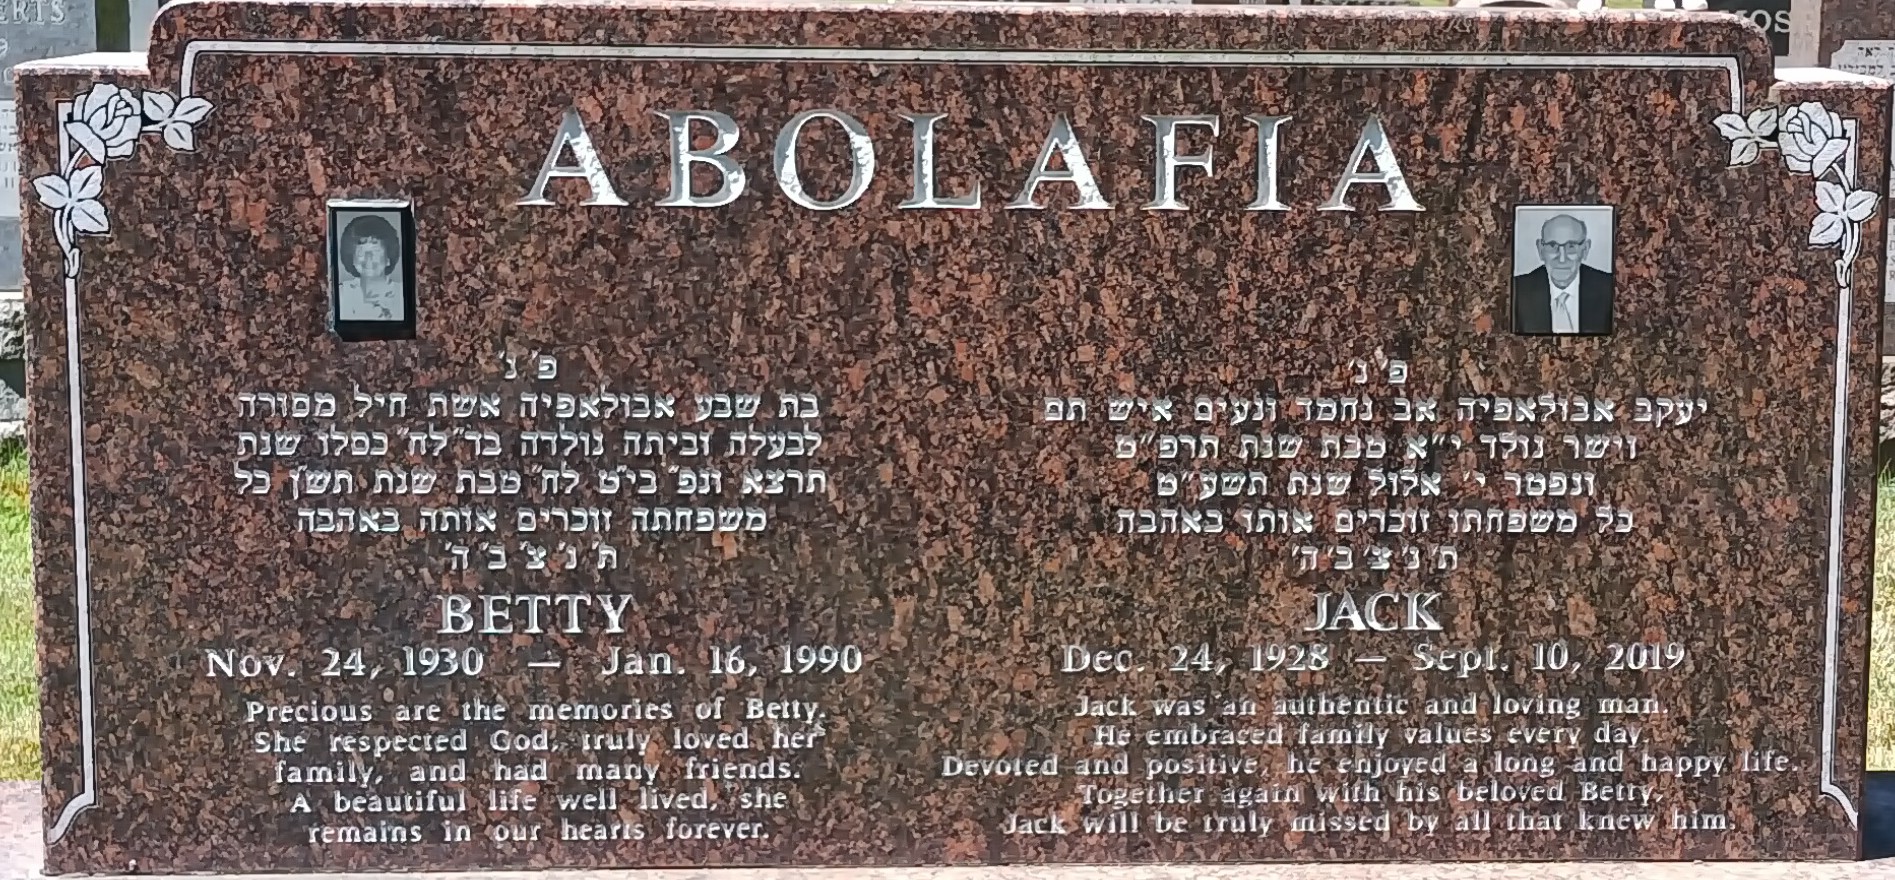 ABOLAFIA
פ' נ'
בת שבע אבולאפיה אשת חיל מסורה
לבעלה וביתה נולדה בד"לח" כסלו שנת
תרצא ונפ" בי"ט לח" טבת שנת תש"ן כל
משפחתה זוכרים אותה באהבה
ת' נ' צ' ב' ה'
BETTY
Nov. 24, 1930 — Jan. 16, 1990
Precious are the memories of Betty.
She respected God, truly loved her
family, and had many friends.
A beautiful life well lived, she
remains in our hearts forever.
פ' נ'
יעקב אבולאפיה אב נחמד ונעים איש תם
וישר נולד י"א טבת שנת תרפ"ט
ונפטר י' אלול שנת תשע"ט
כל משפחתו זוכרים אותו באהבה
ת' נ' צ' ב' ה'
JACK
Dec. 24, 1928 — Sept. 10, 2019
Jack was an authentic and loving man.
He embraced family values every day.
Devoted and positive, he enjoyed a long and happy life.
Together again with his beloved Betty,
Jack will be truly missed by all that knew him.